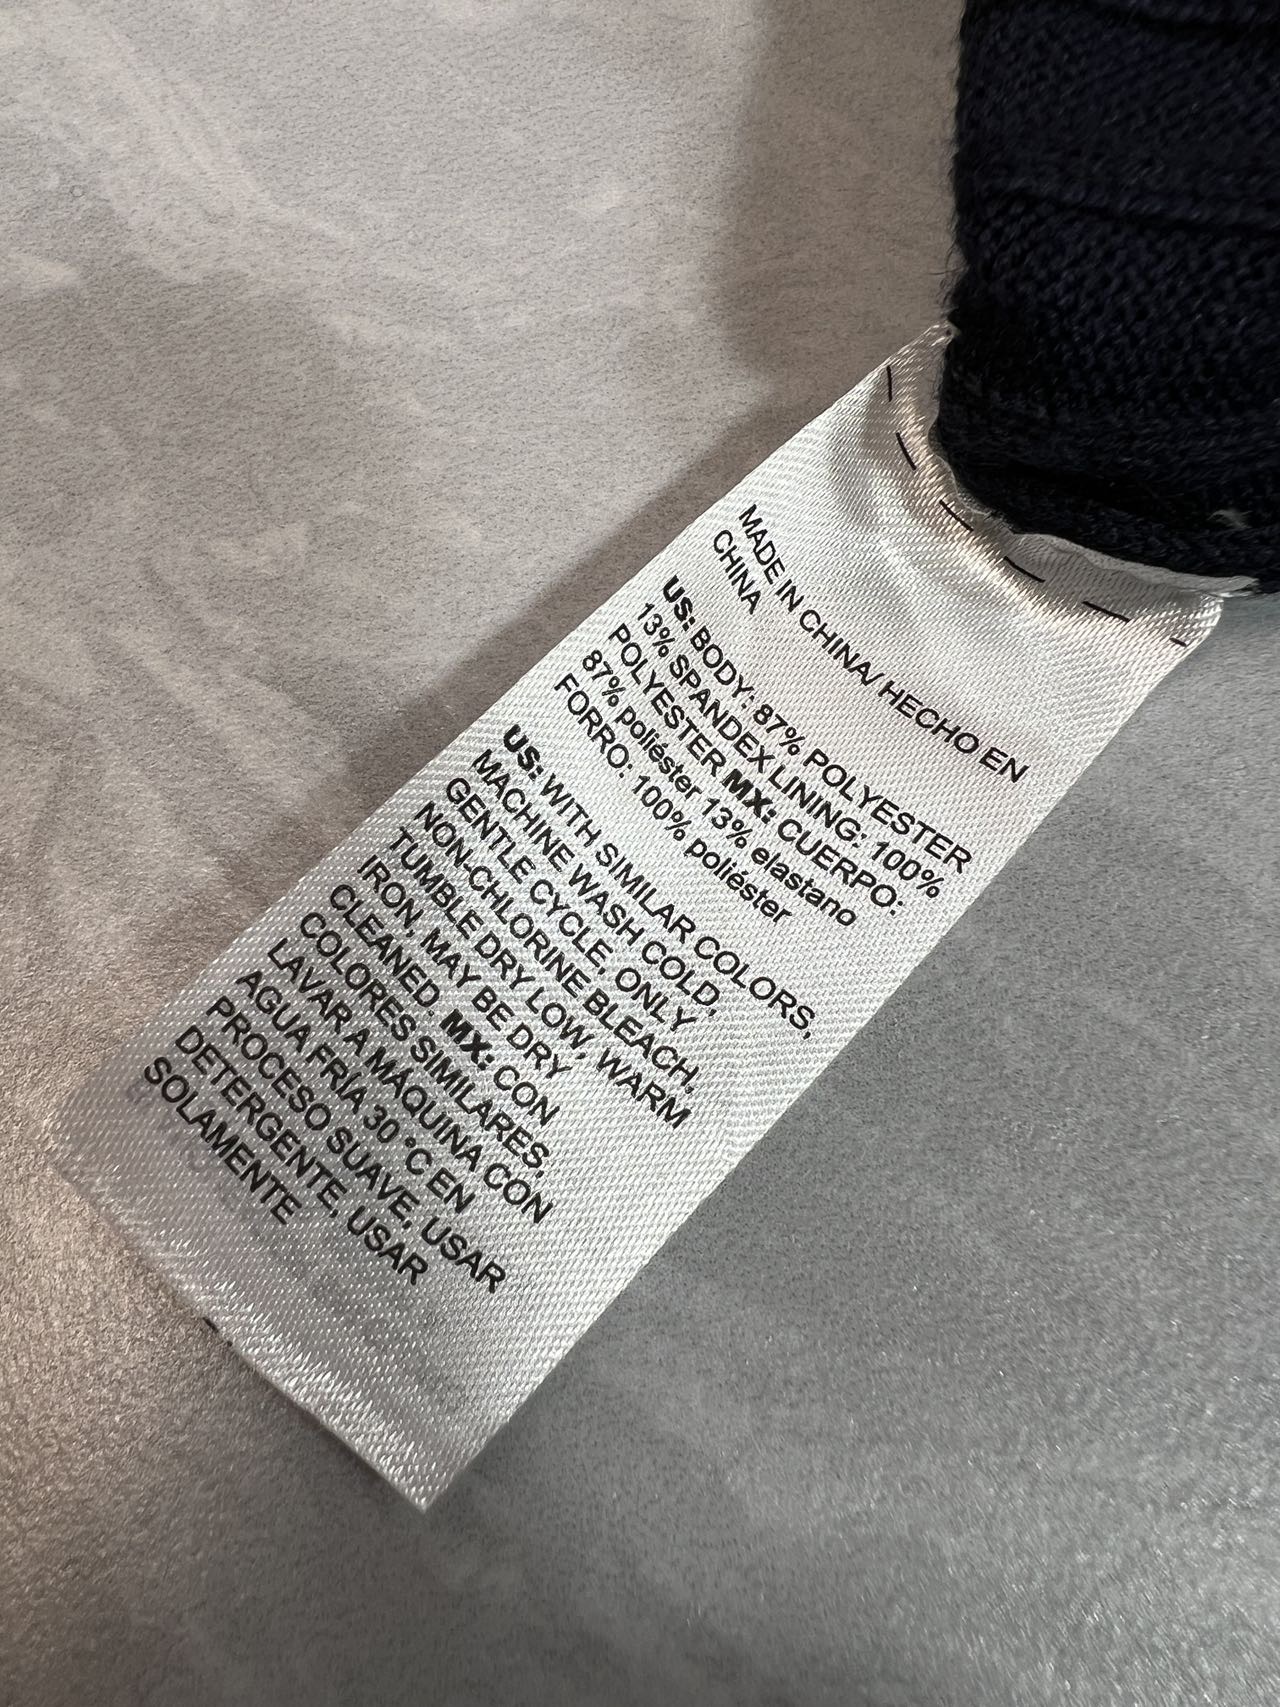 MADE IN CHINA/ HECHO EN
CHINA
US: BODY: 87% POLYESTER
13% SPANDEX LINING: 100%
POLYESTER MX: CUERPO:
87% poliéster 13% elastano
FORRO: 100% poliéster
US: WITH SIMILAR COLORS,
MACHINE WASH COLD,
GENTLE CYCLE, ONLY
NON-CHLORINE BLEACH,
TUMBLE DRY LOW, WARM
IRON, MAY BE DRY
CLEANED. MX: CON
COLORES SIMILARES,
LAVAR A MÁQUINA CON
AGUA FRÍA 30 °C EN
PROCESO SUAVE, USAR
DETERGENTE, USAR
SOLAMENTE